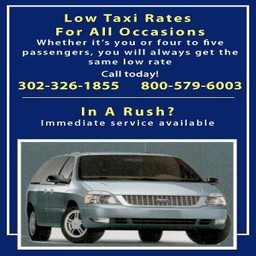 Low Taxi Rates
For All Occasions
Whether it's you or four to five
passengers, you will always get the
same low rate
Call today!
302-326-1855 800-579-6003
In A Rush?
Immediate service available